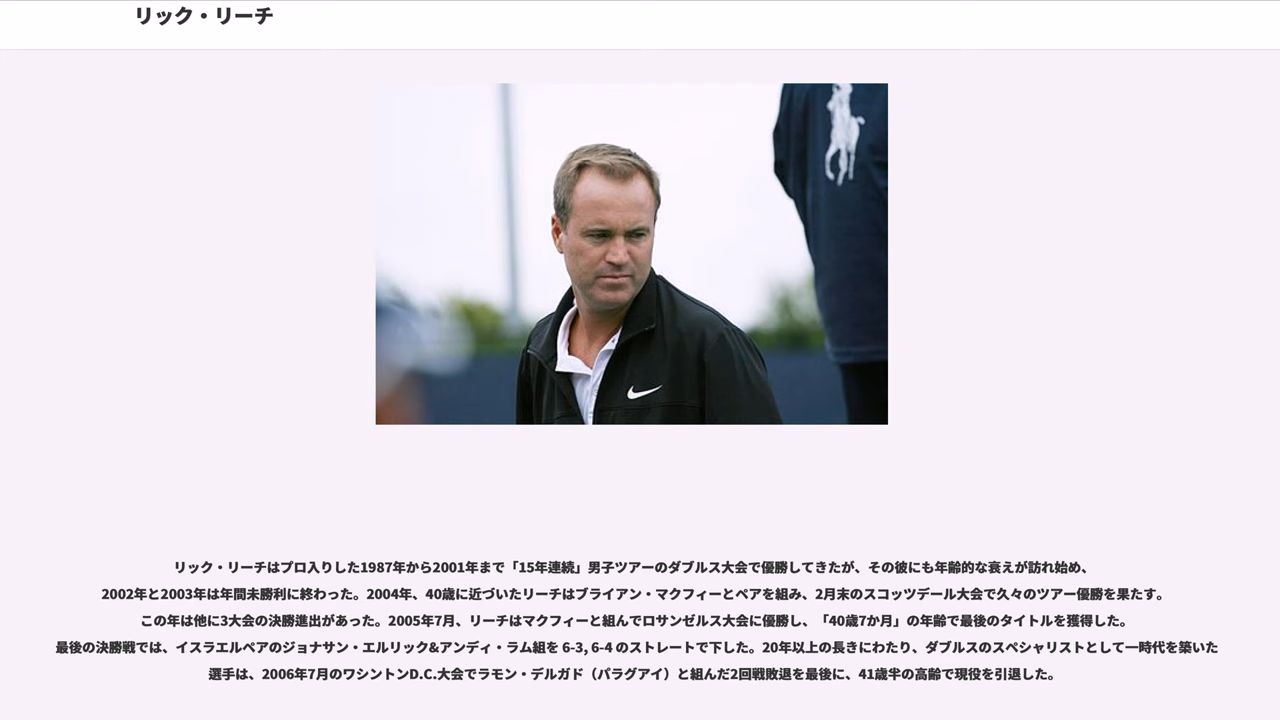 リック・リーチ
リック・リーチはプロ入りした1987年から2001年まで「15年連続」男子ツアーのダブルス大会で優勝してきたが、その彼にも年齢的な衰えが訪れ始め、
2002年と2003年は年間未勝利に終わった。2004年、40歳に近づいたリーチはブライアン・マクフィーとペアを組み、2月末のスコッツデール大会で久々のツアー優勝を果たす。
この年は他に3大会の決勝進出があった。2005年7月、リーチはマクフィーと組んでロサンゼルス大会に優勝し、「40歳7か月」の年齢で最後のタイトルを獲得した。
最後の決勝戦では、イスラエルペアのジョナサン・エルリック&アンディ・ラム組を 6-3, 6-4 のストレートで下した。20年以上の長きにわたり、ダブルスのスペシャリストとして一時代を築いた
選手は、2006年7月のワシントンD.C.大会でラモン・デルガド（パラグアイ）と組んだ2回戦敗退を最後に、41歳半の高齢で現役を引退した。